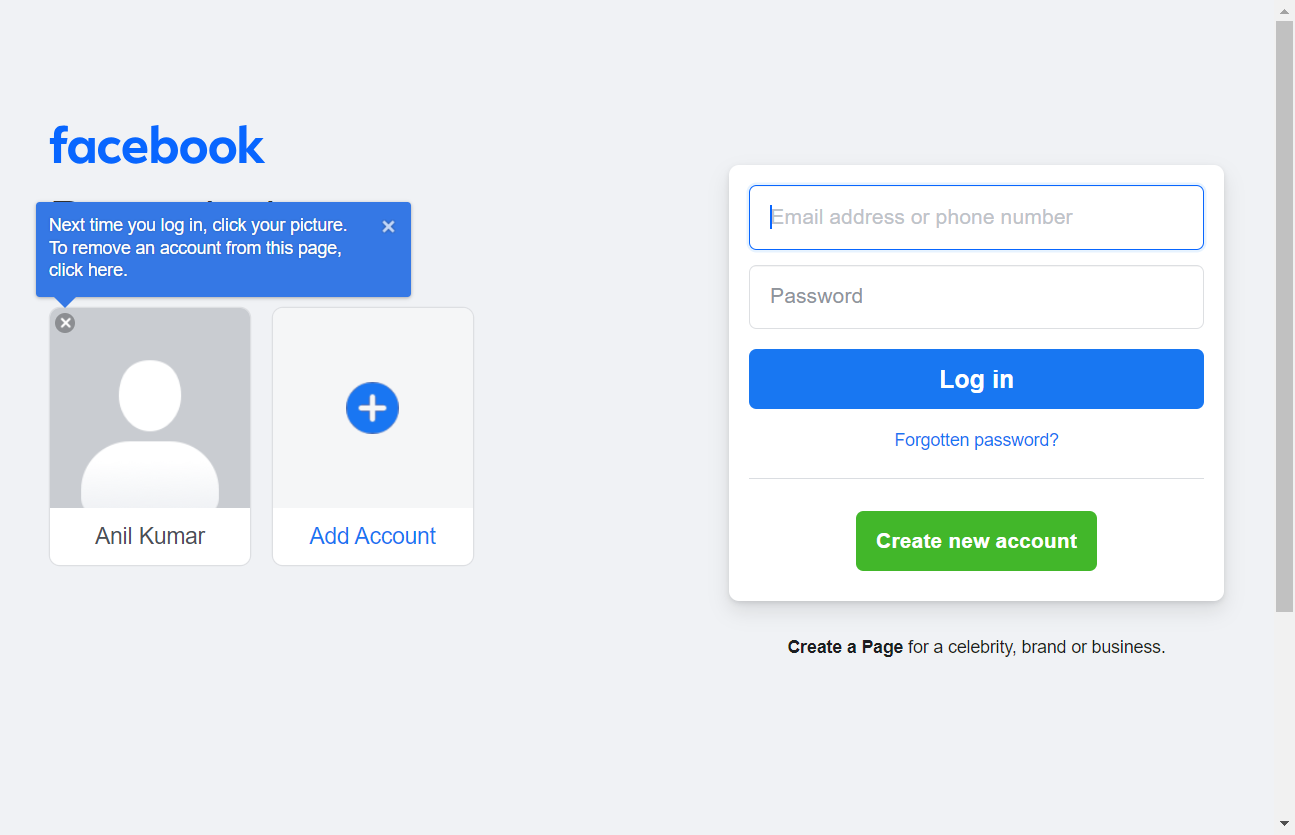 facebook
Next time you log in, click your picture.
To remove an account from this page,
click here.
Anil Kumar
Add Account
Email address or phone number
Password
Log in
Forgotten password?
Create new account
Create a Page for a celebrity, brand or business.